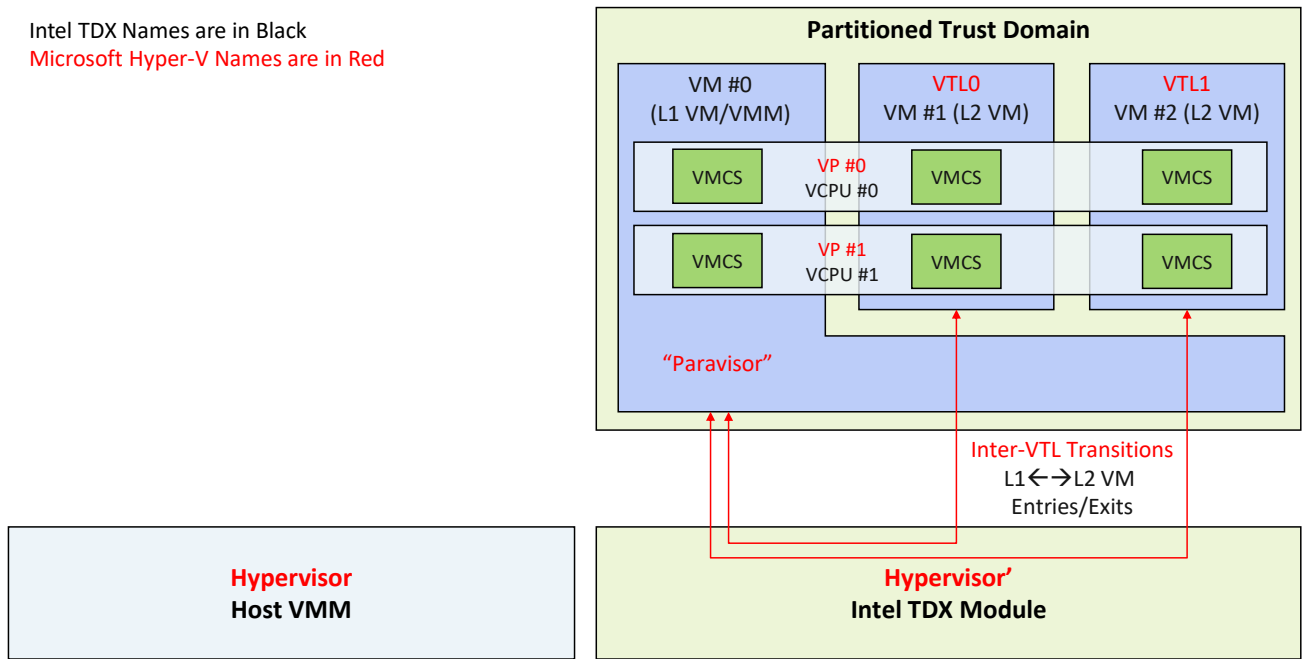 Intel TDX Names are in Black
Microsoft Hyper-V Names are in Red
Partitioned Trust Domain
VM #0
(L1 VM/VMM)
VTL0
VM #1 (L2 VM)
VTL1
VM #2 (L2 VM)
VMCS
VP #0
VCPU #0
VMCS
VMCS
VMCS
VP #1
VCPU #1
VMCS
VMCS
“Paravisor”
Inter-VTL Transitions
L1←→L2 VM
Entries/Exits
Hypervisor
Host VMM
Hypervisor’
Intel TDX Module